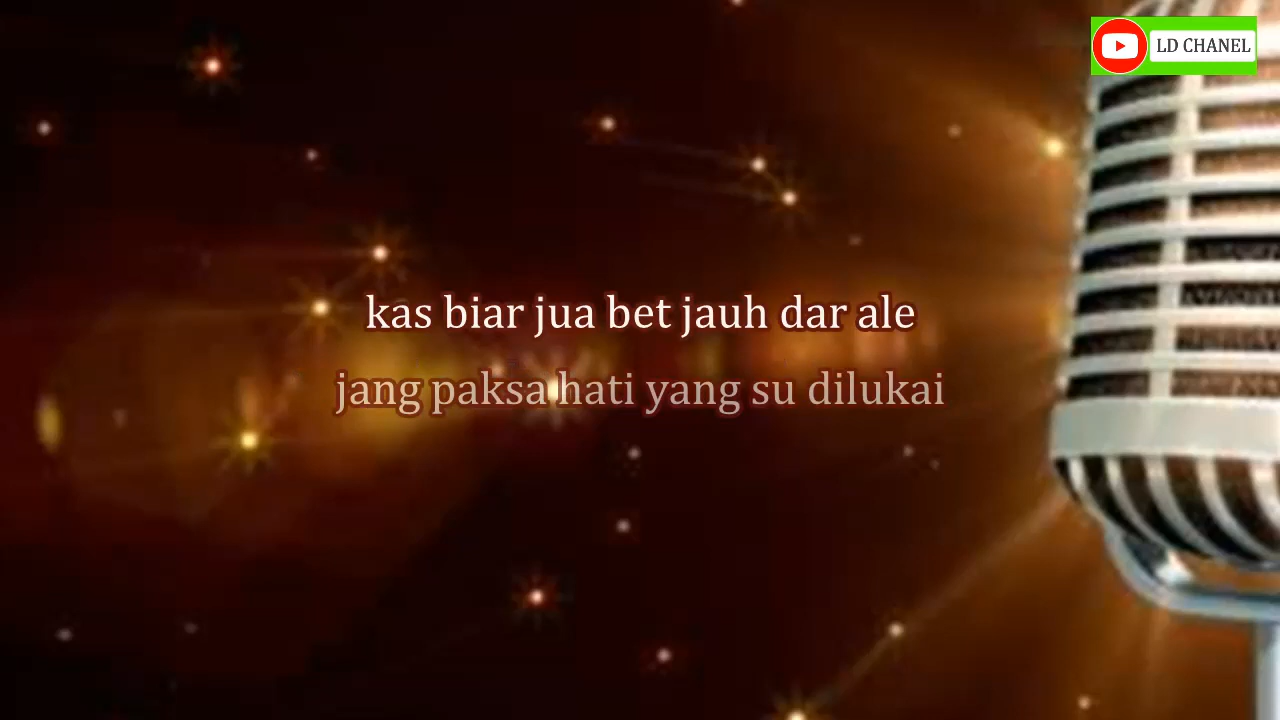 LD CHANEL
kas biar jua bet jauh dar ale
jang paksa hati yang su dilukai